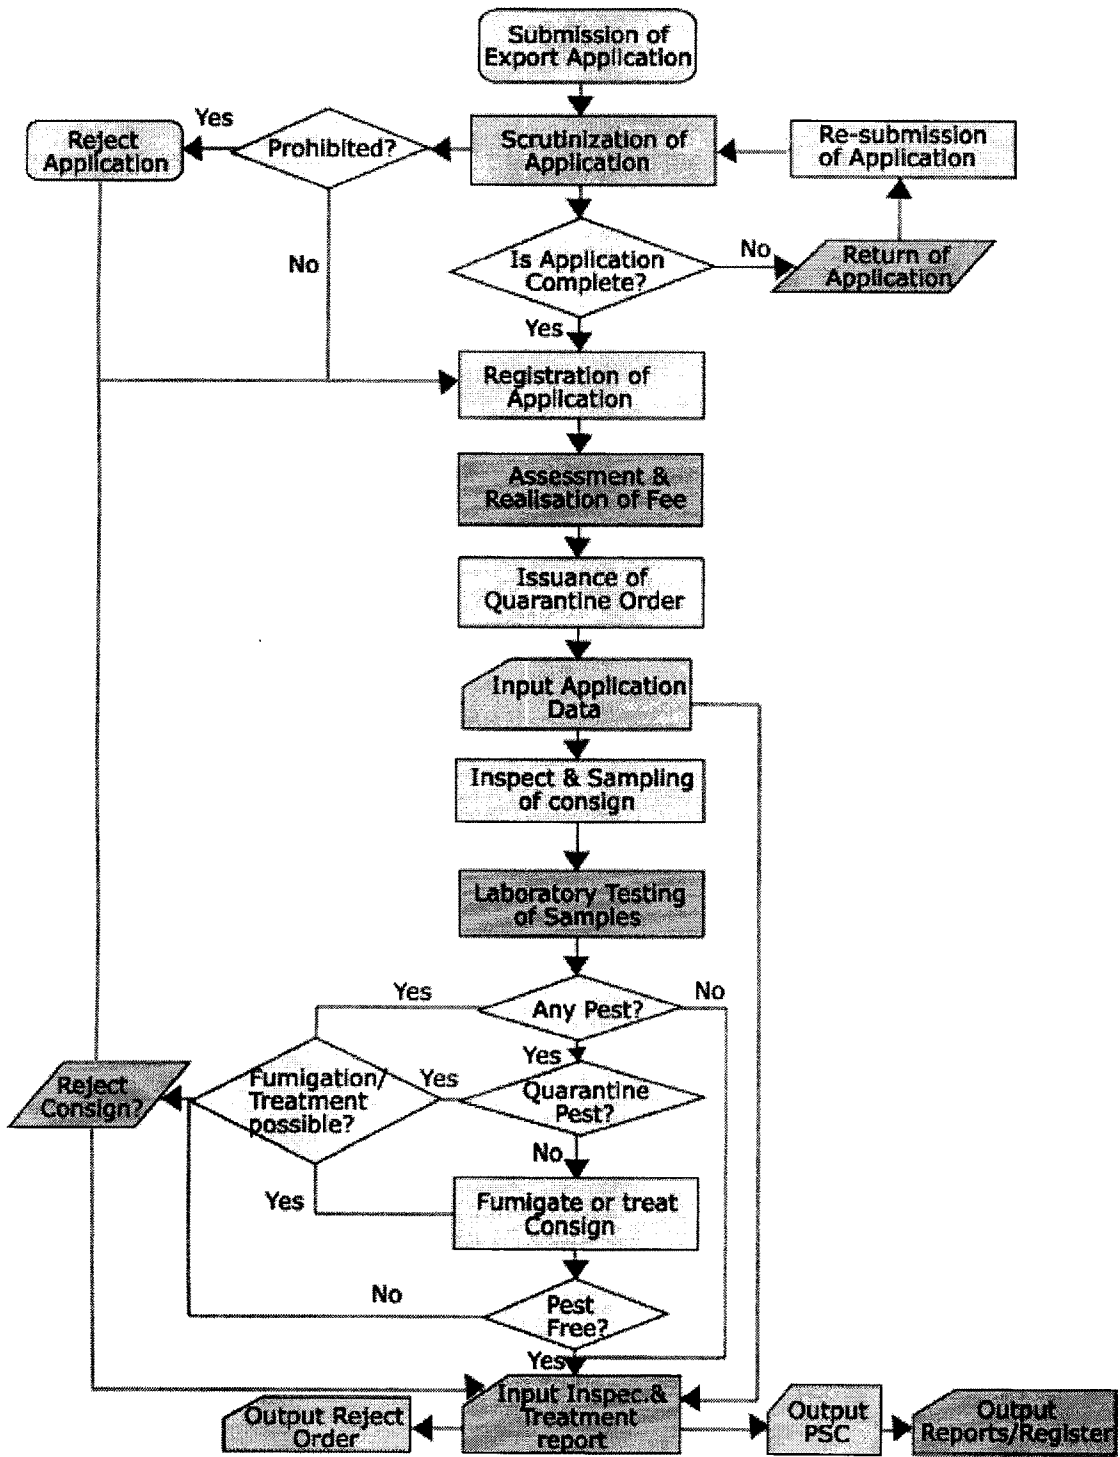 Submission of
Export Application
Yes
Reject
Application
Prohibited?
Scrutinization of
Application
Re-submission
of Application
No
Is Application
Complete?
No
Return of
Application
Yes
Registration of
Application
Assessment &
Realisation of Fee
Issuance of
Quarantine Order
Input Application
Data
Inspect & Sampling
of consign
Laboratory Testing
of Samples
Yes
Any Pest?
No
Yes
Reject
Consign?
Fumigation/
Treatment
possible?
Yes
Quarantine
Pest?
No
Yes
Fumigate or treat
Consign
No
Pest
Free?
Yes
Input Inspec.&
Treatment
report
Output Reject
Order
Output
PSC
Output
Reports/Register